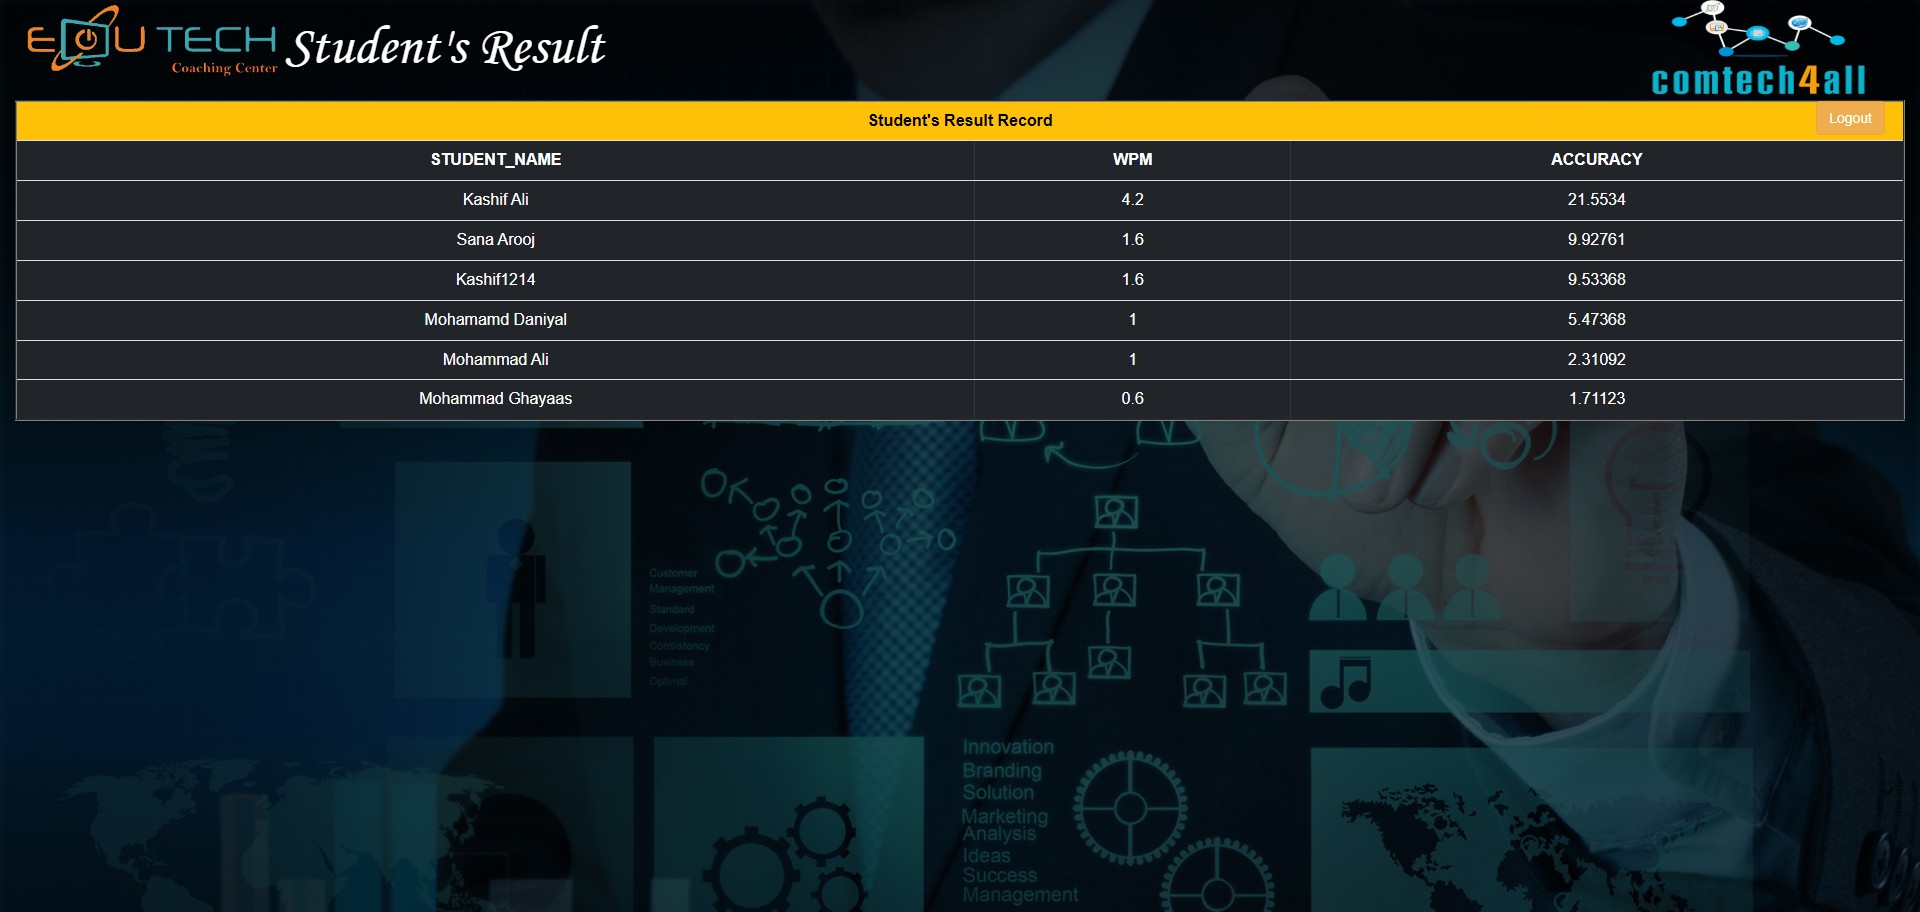 EDU TECH
Coaching Center
Student's Result
comtech4all
Student's Result Record
Logout
STUDENT_NAME WPM ACCURACY
Kashif Ali 4.2 21.5534
Sana Arooj 1.6 9.92761
Kashif1214 1.6 9.53368
Mohamamd Daniyal 1 5.47368
Mohammad Ali 1 2.31092
Mohammad Ghayaas 0.6 1.71123
Customer
Management
Standard
Development
Consistency
Business
Optimal
Innovation
Branding
Solution
Marketing
Analysis
Ideas
Success
Management